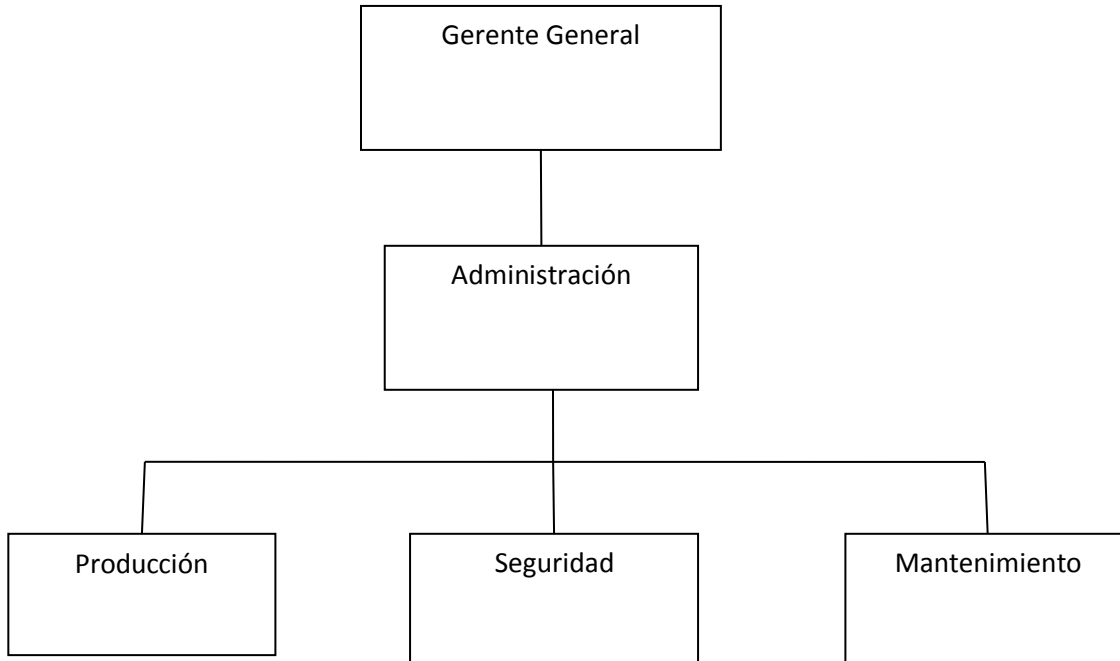 Gerente General
Administración
Producción
Seguridad
Mantenimiento